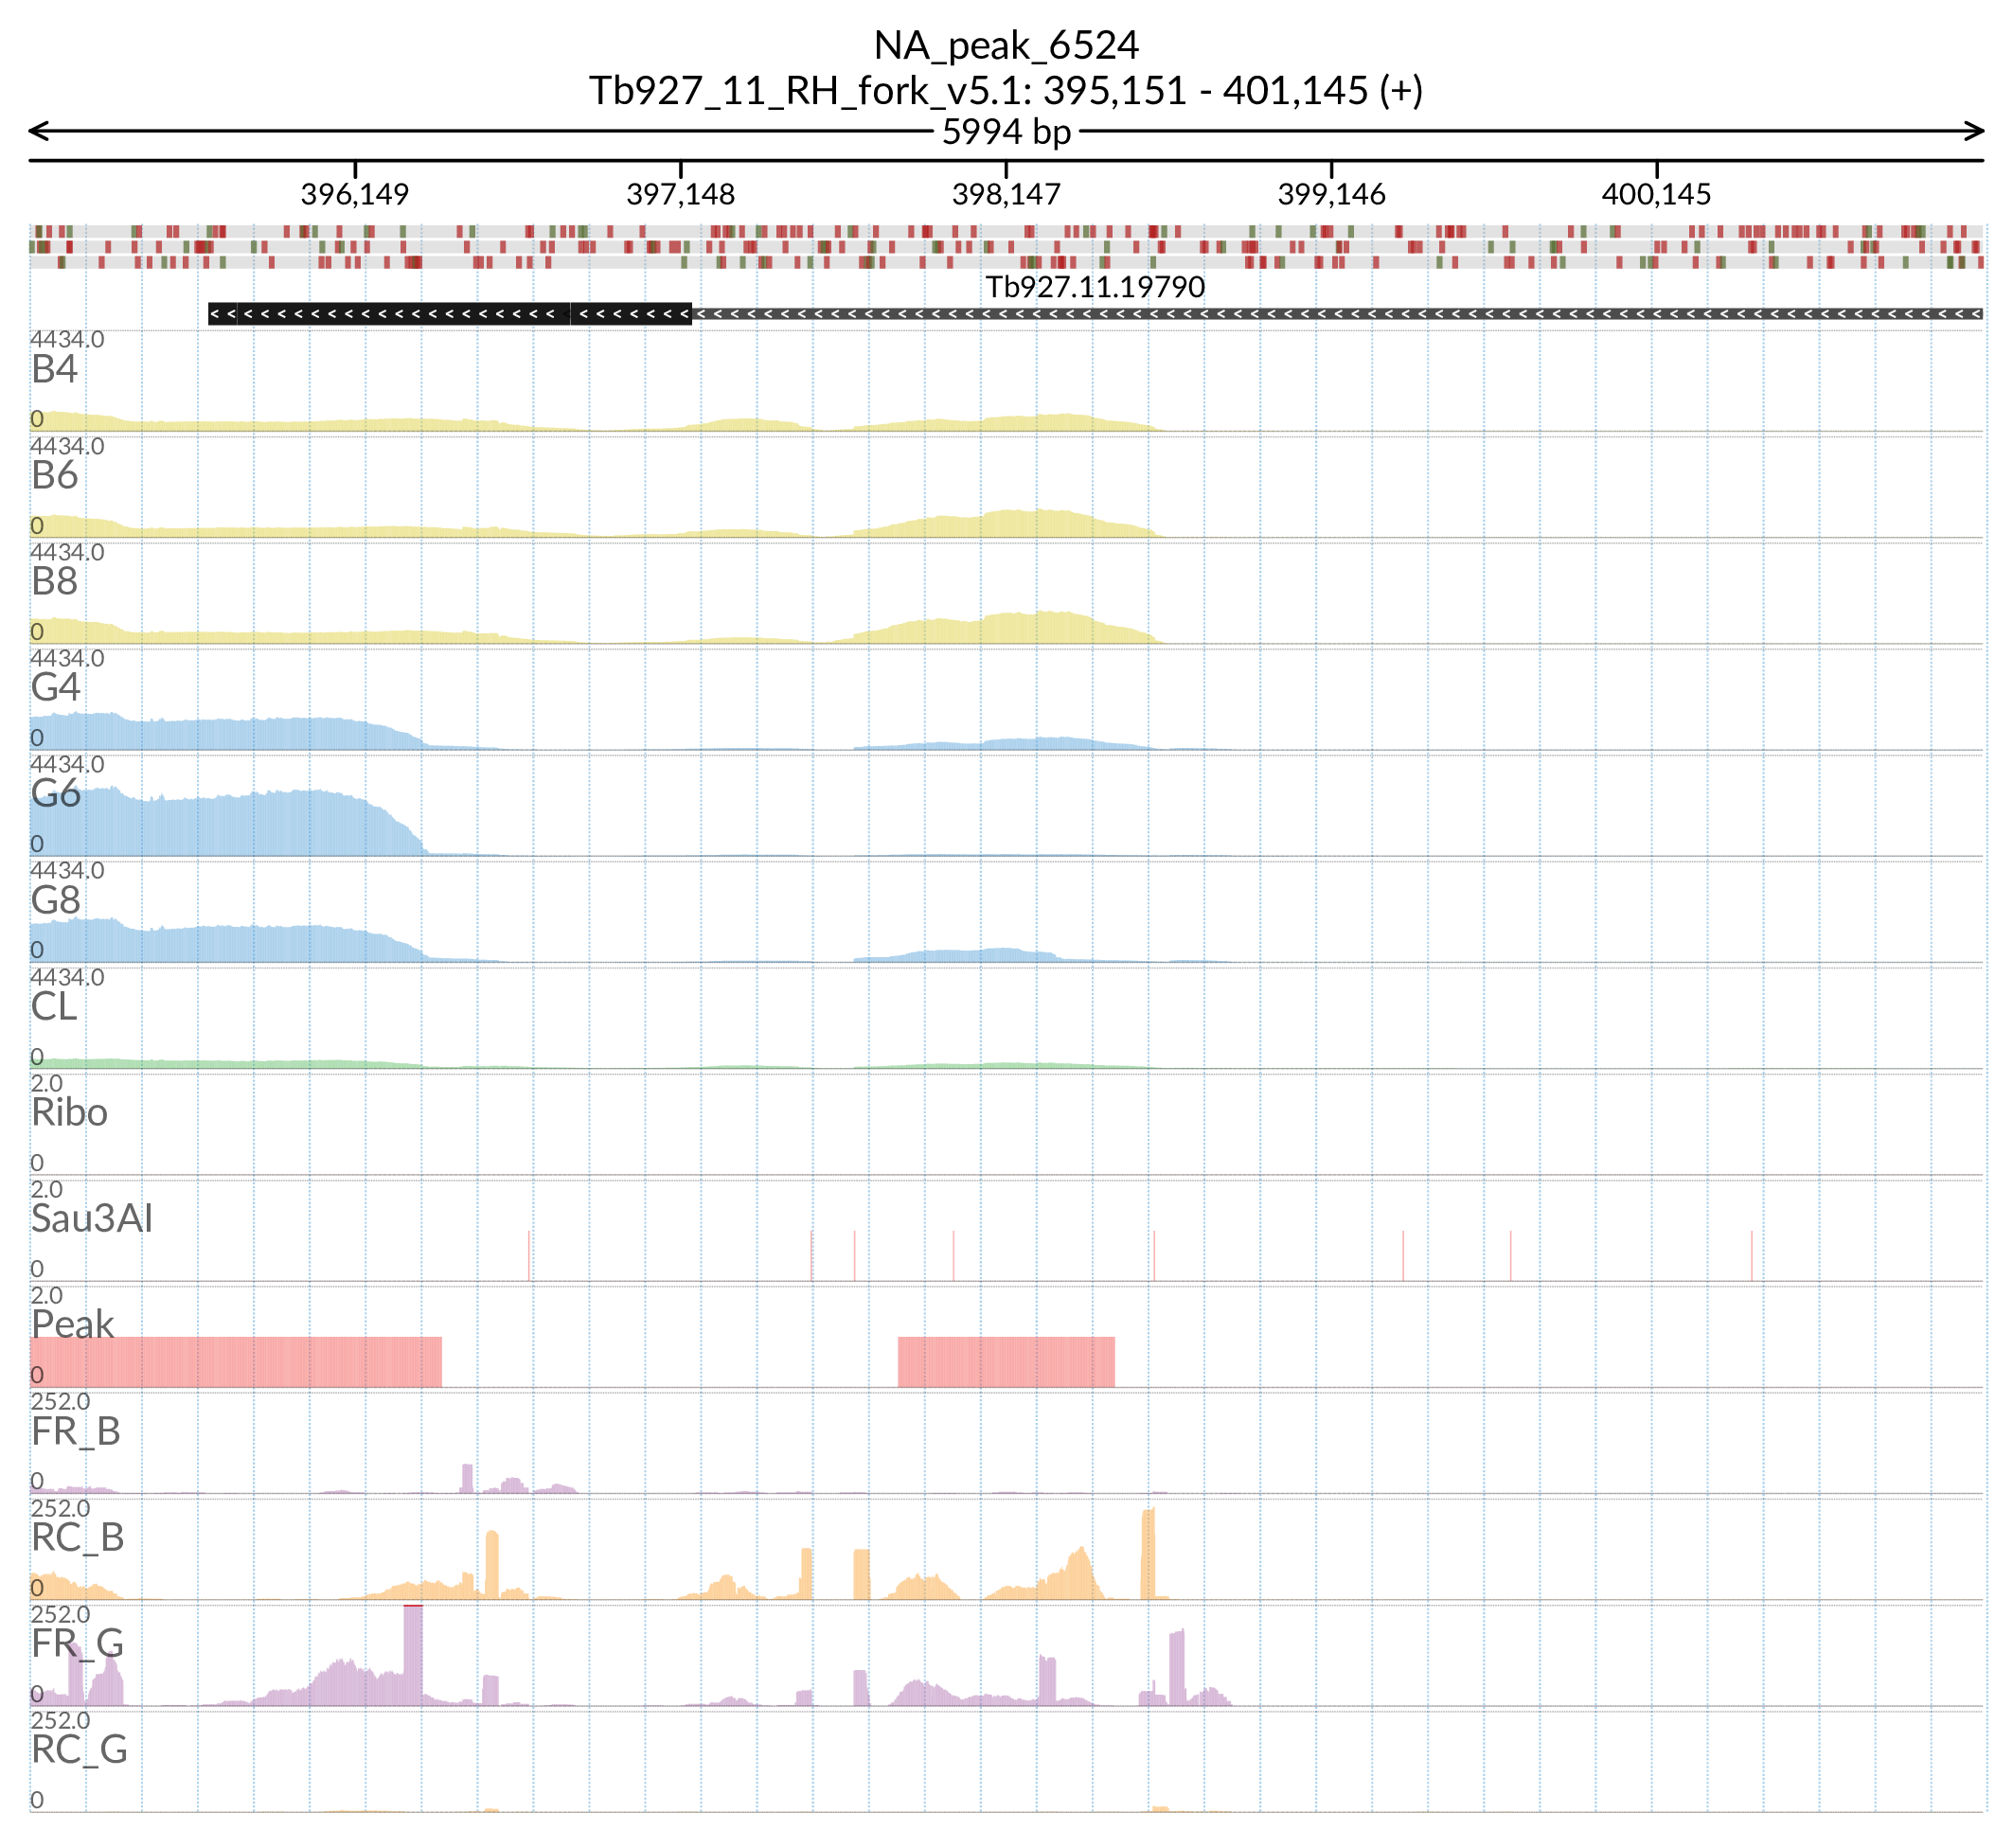 NA_peak_6524
Tb927_11_RH_fork_v5.1: 395,151 - 401,145 (+)
5994 bp
396,149 397,148 398,147 399,146 400,145
Tb927.11.19790
4434.0
B4
0
4434.0
B6
0
4434.0
B8
0
4434.0
G4
0
4434.0
G6
0
4434.0
G8
0
4434.0
CL
0
2.0
Ribo
0
2.0
Sau3AI
0
2.0
Peak
0
252.0
FR_B
0
252.0
RC_B
0
252.0
FR_G
0
252.0
RC_G
0